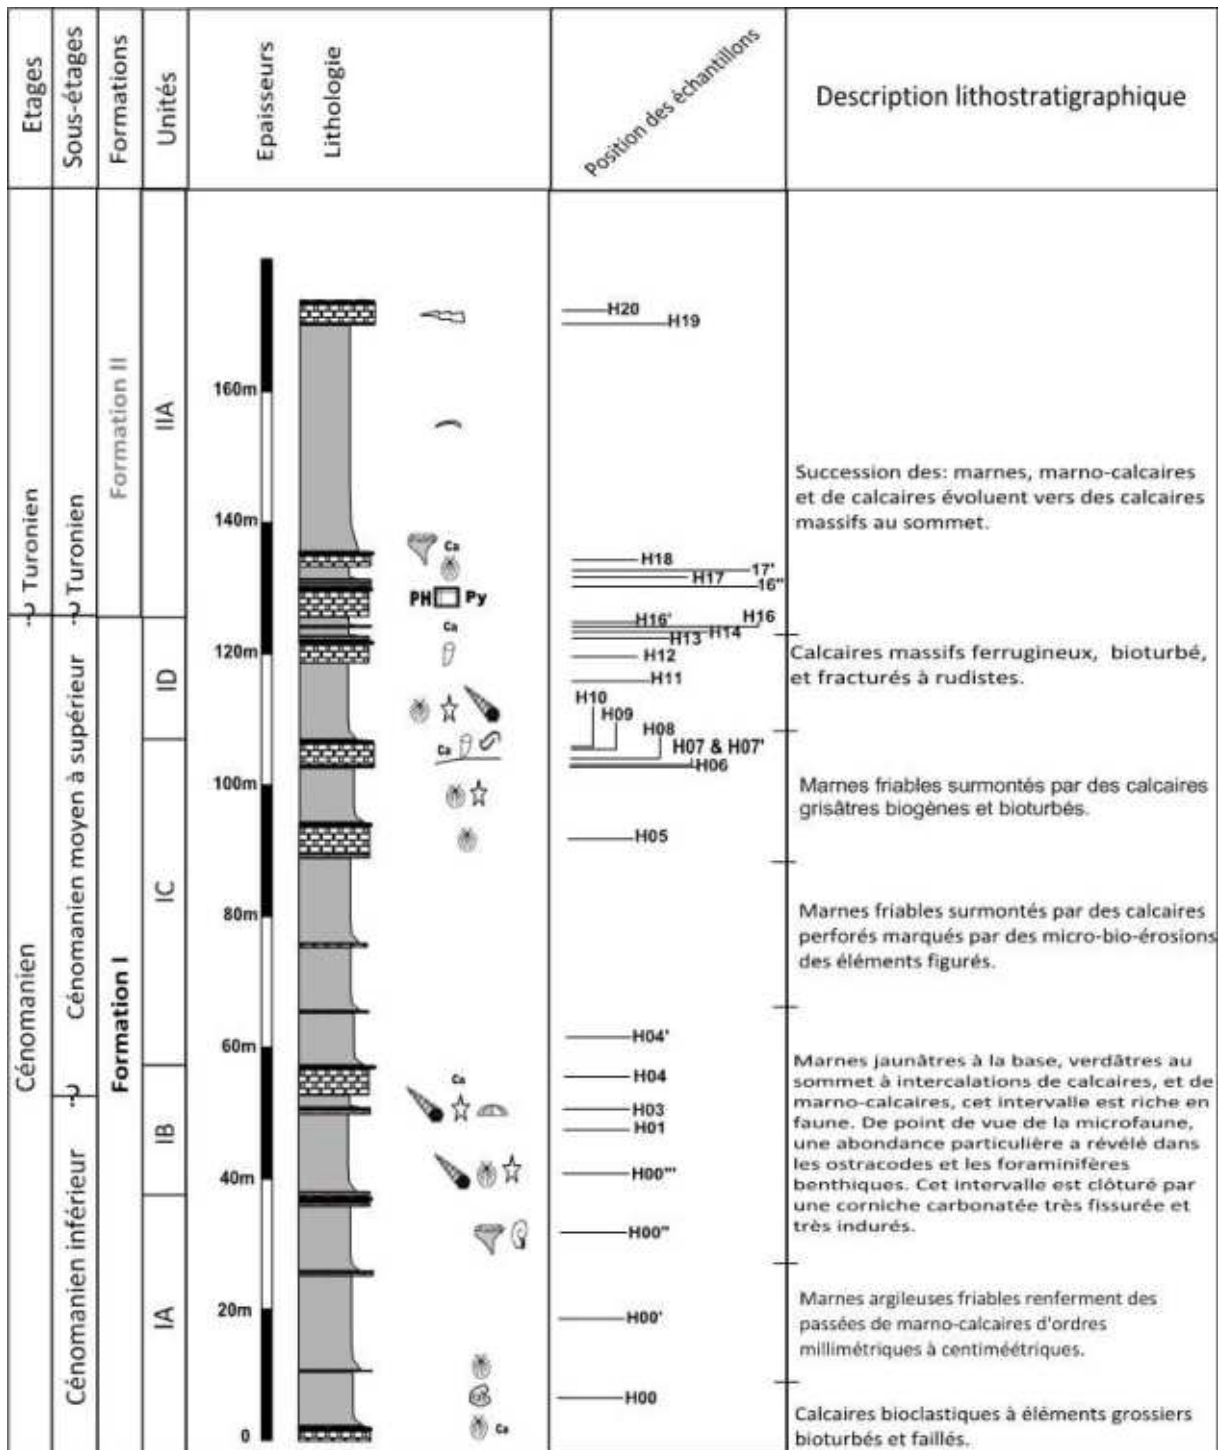 Etages
Sous-étages
Formations
Unités
Epaisseurs
Lithologie
Position des échantillons
Description lithostratigraphique
--? Turonien
Cénomanien
--? Turonien
Cénomanien moyen à supérieur
--?
Cénomanien inférieur
Formation II
Formation I
IIA
ID
IC
IB
IA
160m
140m
120m
100m
80m
60m
40m
20m
0
Ca
PH Py
Ca
Ca
Ca
Ca
H20
H19
H18
17'
H17
16"
H16' H16
H14
H13
H12
H11
H10
H09
H08
H07 & H07'
H06
H05
H04'
H04
H03
H01
H00'''
H00"
H00'
H00
Succession des: marnes, marno-calcaires
et de calcaires évoluent vers des calcaires
massifs au sommet.
Calcaires massifs ferrugineux, bioturbé,
et fracturés à rudistes.
Marnes friables surmontés par des calcaires
grisâtres biogènes et bioturbés.
Marnes friables surmontés par des calcaires
perforés marqués par des micro-bio-érosions
des éléments figurés.
Marnes jaunâtres à la base, verdâtres au
sommet à intercalations de calcaires, et de
marno-calcaires, cet intervalle est riche en
faune. De point de vue de la microfaune,
une abondance particulière a révélé dans
les ostracodes et les foraminifères
benthiques. Cet intervalle est clôturé par
une corniche carbonatée très fissurée et
très indurés.
Marnes argileuses friables renferment des
passées de marno-calcaires d'ordres
millimétriques à centiméétriques.
Calcaires bioclastiques à éléments grossiers
bioturbés et faillés.